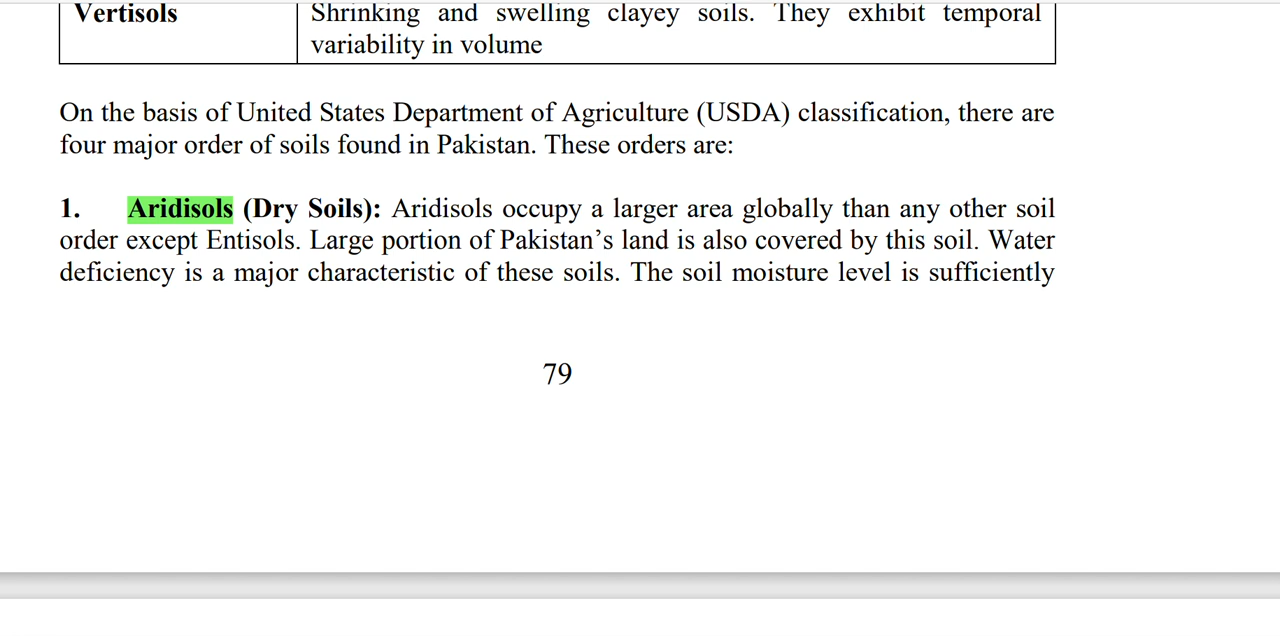 Vertisols
Shrinking and swelling clayey soils. They exhibit temporal
variability in volume
On the basis of United States Department of Agriculture (USDA) classification, there are
four major order of soils found in Pakistan. These orders are:
1. Aridisols (Dry Soils): Aridisols occupy a larger area globally than any other soil
order except Entisols. Large portion of Pakistan’s land is also covered by this soil. Water
deficiency is a major characteristic of these soils. The soil moisture level is sufficiently
79